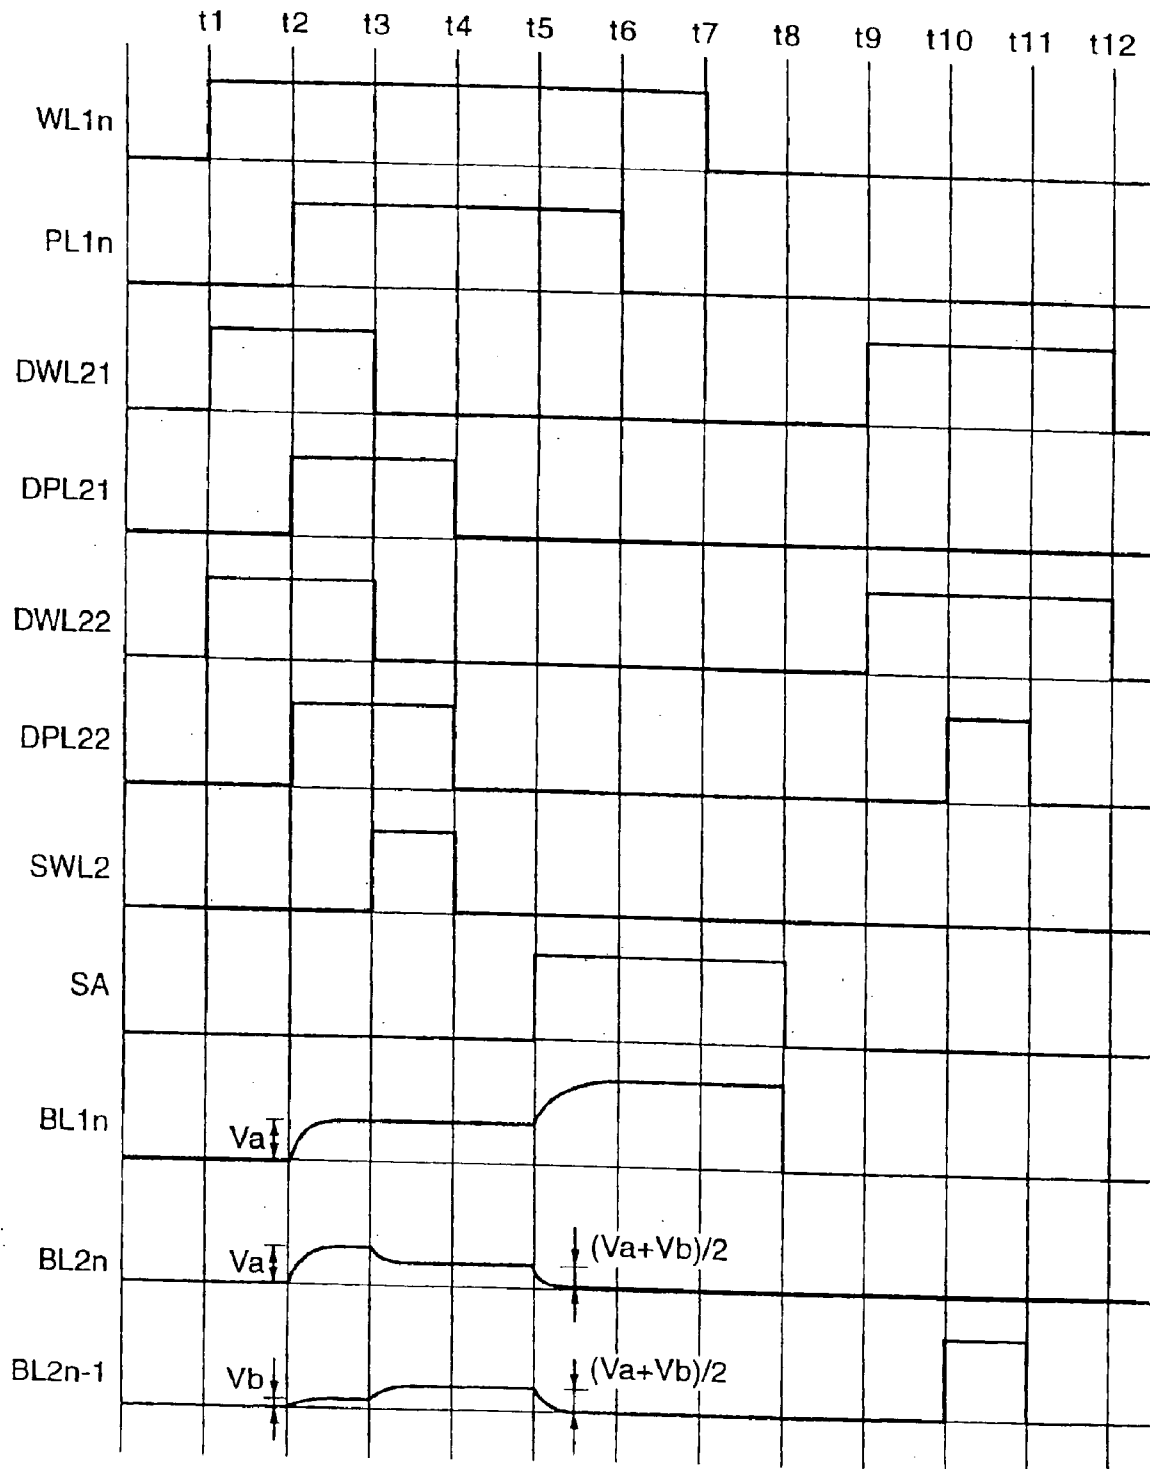 t1 t2 t3 t4 t5 t6 t7 t8 t9 t10 t11 t12
WL1n
PL1n
DWL21
DPL21
DWL22
DPL22
SWL2
SA
BL1n
Va
BL2n
Va
(Va+Vb)/2
BL2n-1
Vb
(Va+Vb)/2